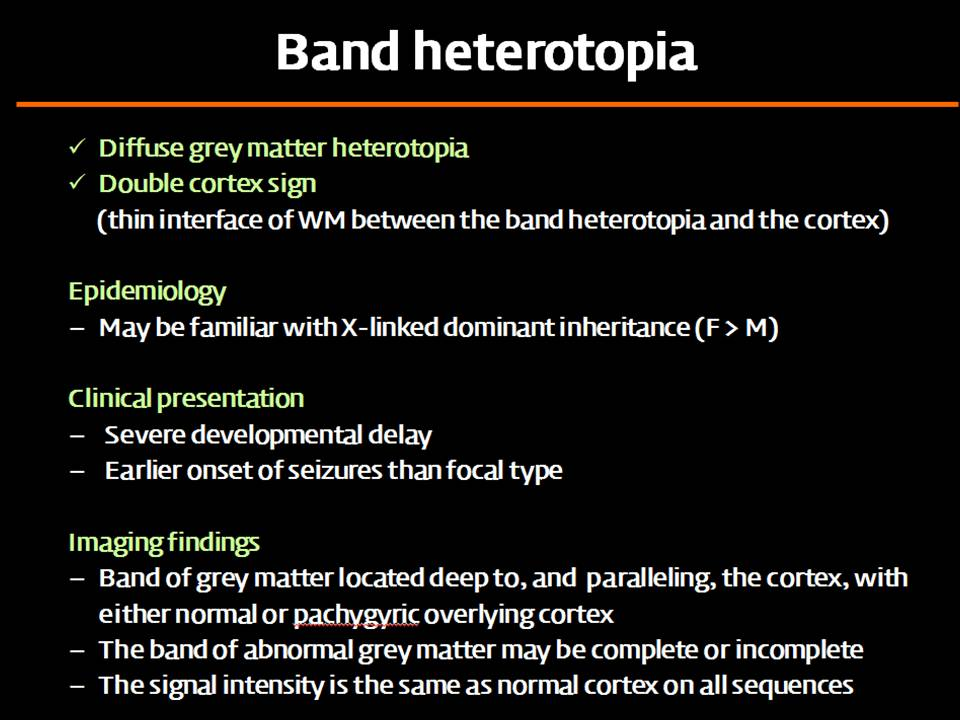 Band heterotopia
✓ Diffuse grey matter heterotopia
✓ Double cortex sign
(thin interface of WM between the band heterotopia and the cortex)
Epidemiology
– May be familiar with X-linked dominant inheritance (F > M)
Clinical presentation
– Severe developmental delay
– Earlier onset of seizures than focal type
Imaging findings
– Band of grey matter located deep to, and paralleling, the cortex, with
either normal or pachygyric overlying cortex
– The band of abnormal grey matter may be complete or incomplete
– The signal intensity is the same as normal cortex on all sequences